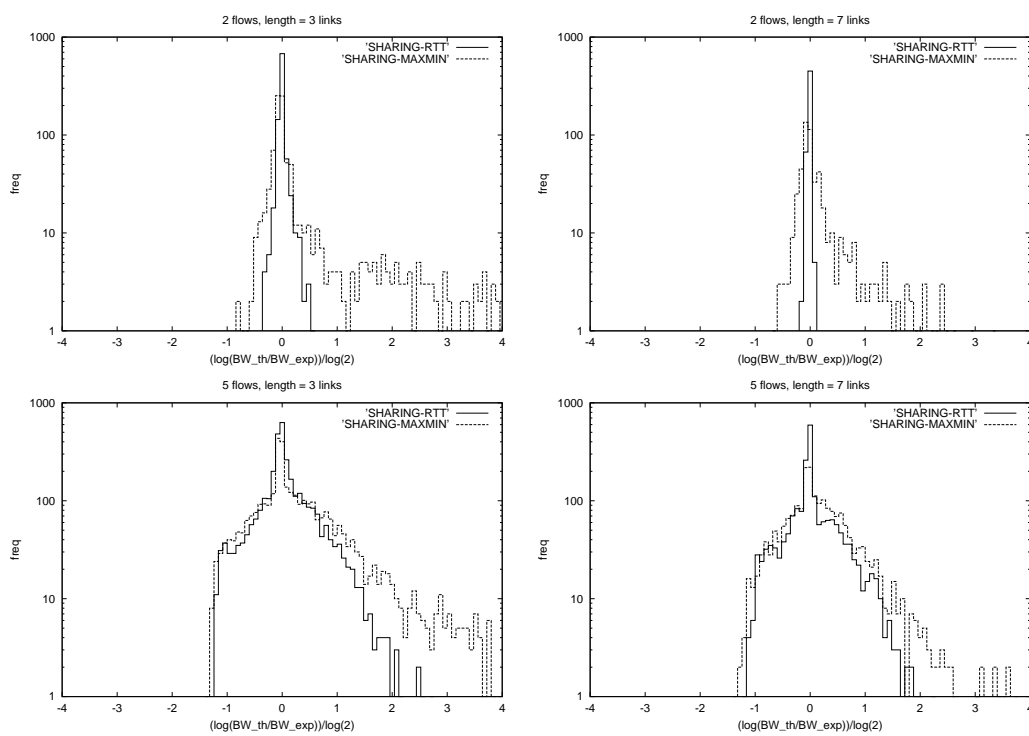 2 flows, length = 3 links
1000
100
10
1
freq
'SHARING-RTT'
'SHARING-MAXMIN'
-4 -3 -2 -1 0 1 2 3 4
(log(BW_th/BW_exp))/log(2)
2 flows, length = 7 links
1000
100
10
1
freq
'SHARING-RTT'
'SHARING-MAXMIN'
-4 -3 -2 -1 0 1 2 3 4
(log(BW_th/BW_exp))/log(2)
5 flows, length = 3 links
1000
100
10
1
freq
'SHARING-RTT'
'SHARING-MAXMIN'
-4 -3 -2 -1 0 1 2 3 4
(log(BW_th/BW_exp))/log(2)
5 flows, length = 7 links
1000
100
10
1
freq
'SHARING-RTT'
'SHARING-MAXMIN'
-4 -3 -2 -1 0 1 2 3 4
(log(BW_th/BW_exp))/log(2)